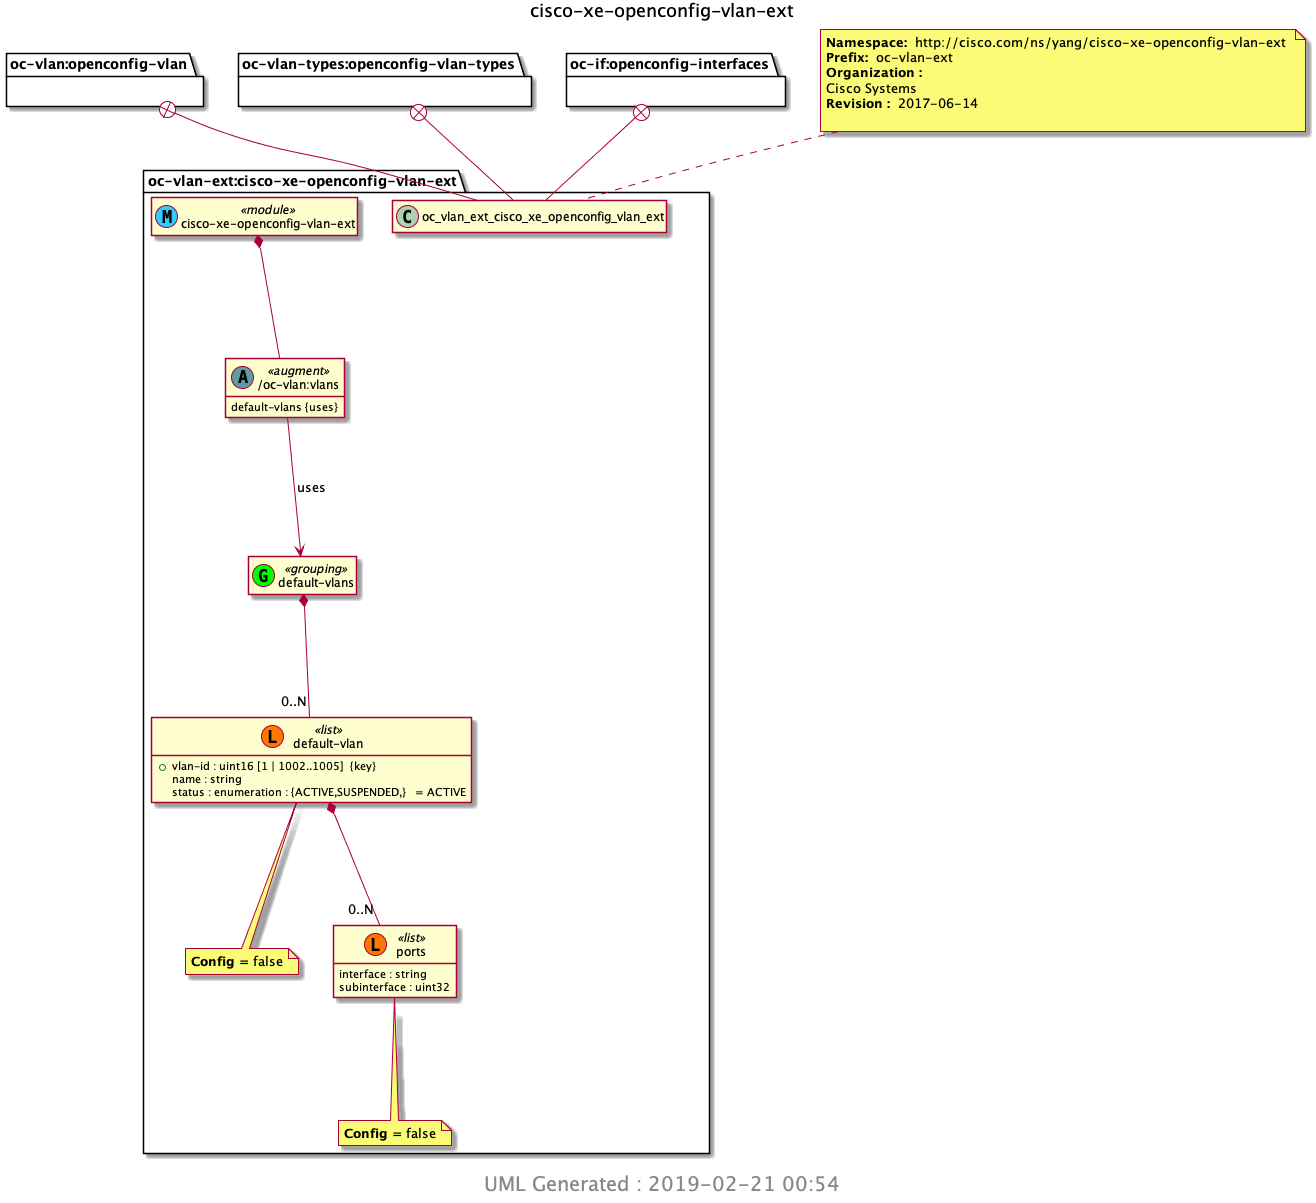 cisco-xe-openconfig-vlan-ext
oc-vlan:openconfig-vlan
oc-vlan-types:openconfig-vlan-types
oc-if:openconfig-interfaces
Namespace: http://cisco.com/ns/yang/cisco-xe-openconfig-vlan-ext
Prefix: oc-vlan-ext
Organization :
Cisco Systems
Revision : 2017-06-14
oc-vlan-ext:cisco-xe-openconfig-vlan-ext
M
«module»
cisco-xe-openconfig-vlan-ext
C oc_vlan_ext_cisco_xe_openconfig_vlan_ext
A
«augment»
/oc-vlan:vlans
default-vlans {uses}
uses
G
«grouping»
default-vlans
0..N
L
«list»
default-vlan
vlan-id : uint16 [1 | 1002..1005] {key}
name : string
status : enumeration : {ACTIVE,SUSPENDED,} = ACTIVE
0..N
L
«list»
ports
interface : string
subinterface : uint32
Config = false
Config = false
UML Generated : 2019-02-21 00:54